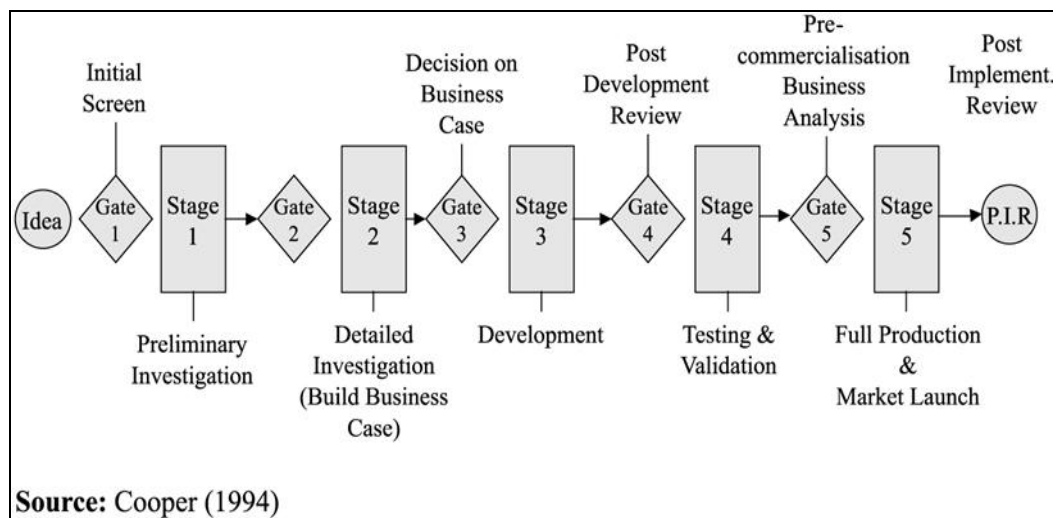 Initial
Screen
Decision on
Business
Case
Post
Development
Review
Pre-
commercialisation
Business
Analysis
Post
Implement.
Review
Idea
Gate
1
Stage
1
Gate
2
Stage
2
Gate
3
Stage
3
Gate
4
Stage
4
Gate
5
Stage
5
P.I.R
Preliminary
Investigation
Detailed
Investigation
(Build Business
Case)
Development
Testing &
Validation
Full Production
&
Market Launch
Source: Cooper (1994)